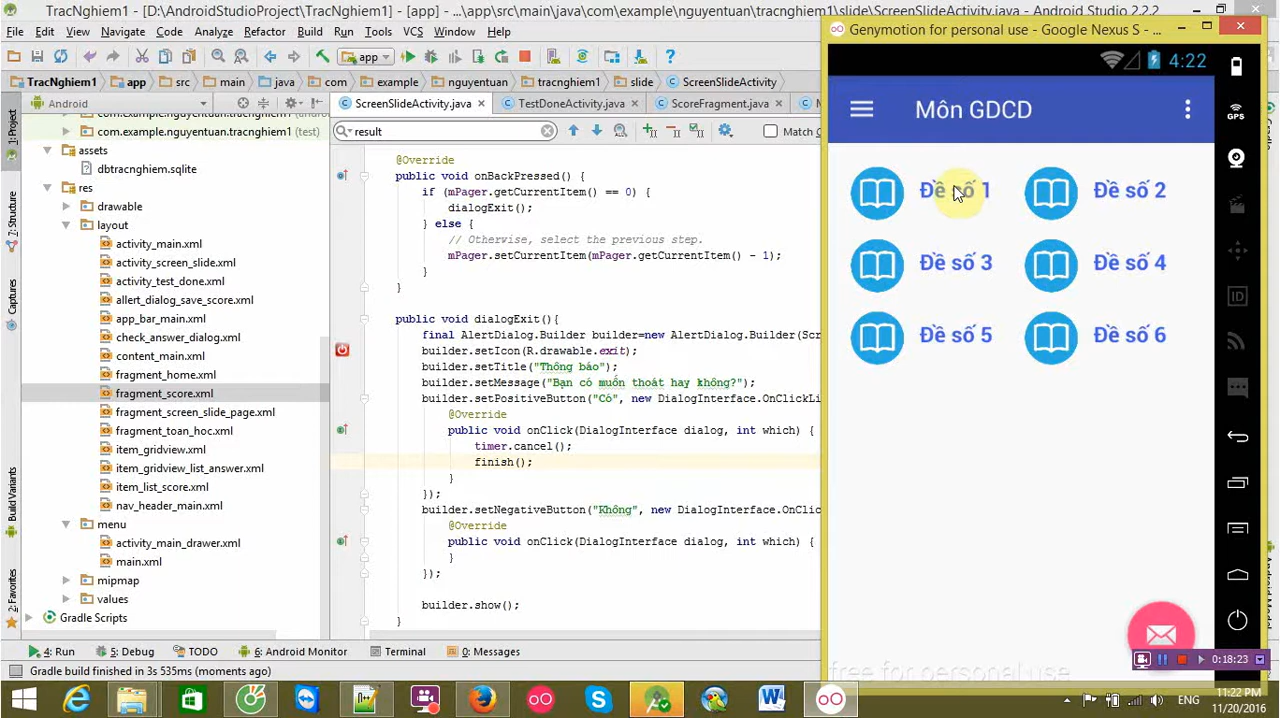 TracNghiem1 - [D:\AndroidStudioProject\TracNghiem1] - [app] - ...\app\src\main\java\com\example\nguyentuan\tracnghiem1\slide\ScreenSlideActivity.java - Android Studio 2.2.2
File Edit View Navigate Code Analyze Refactor Build Run Tools VCS Window Help
app
TracNghiem1 app src main java com example nguyentuan tracnghiem1 slide ScreenSlideActivity
1: Project
Z: Structure
Captures
Build Variants
2: Favorites
Android
com.example.nguyentuan.tracnghiem1 (test)
assets
dbtracnghiem.sqlite
res
drawable
layout
activity_main.xml
activity_screen_slide.xml
activity_test_done.xml
allert_dialog_save_score.xml
app_bar_main.xml
check_answer_dialog.xml
content_main.xml
fragment_home.xml
fragment_score.xml
fragment_screen_slide_page.xml
fragment_toan_hoc.xml
item_gridview.xml
item_gridview_list_answer.xml
item_list_score.xml
nav_header_main.xml
menu
activity_main_drawer.xml
main.xml
mipmap
values
Gradle Scripts
ScreenSlideActivity.java TestDoneActivity.java ScoreFragment.java
result
Match
@Override
public void onBackPressed() {
if (mPager.getCurrentItem() == 0) {
dialogExit();
} else {
// Otherwise, select the previous step.
mPager.setCurrentItem(mPager.getCurrentItem() - 1);
}
}
public void dialogExit(){
final AlertDialog.Builder builder=new AlertDialog.Builder(Scr
builder.setIcon(R.drawable.exit);
builder.setTitle("Thông báo");
builder.setMessage("Bạn có muốn thoát hay không?");
builder.setPositiveButton("Có", new DialogInterface.OnClickLi
@Override
public void onClick(DialogInterface dialog, int which) {
timer.cancel();
finish();
}
});
builder.setNegativeButton("Không", new DialogInterface.OnClic
@Override
public void onClick(DialogInterface dialog, int which) {
}
});
builder.show();
}
4: Run 5: Debug TODO 6: Android Monitor Terminal 0: Messages
Gradle build finished in 3s 535ms (moments ago)
Genymotion for personal use - Google Nexus S - ...
4:22
Môn GDCD
Đề số 1 Đề số 2
Đề số 3 Đề số 4
Đề số 5 Đề số 6
GPS
ID
free for personal use
0:18:23
ENG
11:22 PM
11/20/2016